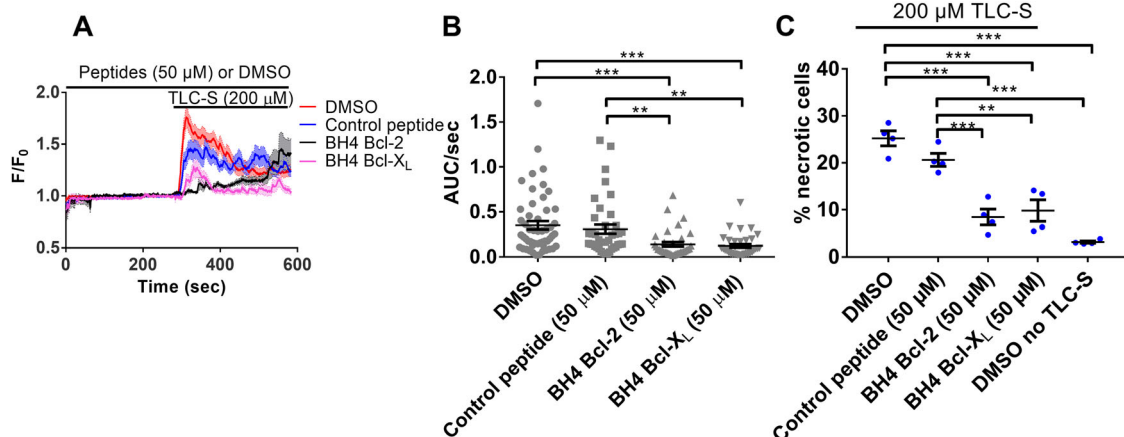 A
Peptides (50 μM) or DMSO
TLC-S (200 μM)
2.0
1.5
1.0
0.5
F/F0
0
200
400
600
Time (sec)
DMSO
Control peptide
BH4 Bcl-2
BH4 Bcl-XL
B
2.0
1.5
1.0
0.5
0.0
AUC/sec
***
***
**
**
DMSO
Control peptide (50 μM)
BH4 Bcl-2 (50 μM)
BH4 Bcl-XL (50 μM)
C
200 μM TLC-S
40
30
20
10
0
% necrotic cells
***
***
***
***
**
***
DMSO
Control peptide (50 μM)
BH4 Bcl-2 (50 μM)
BH4 Bcl-XL (50 μM)
DMSO no TLC-S